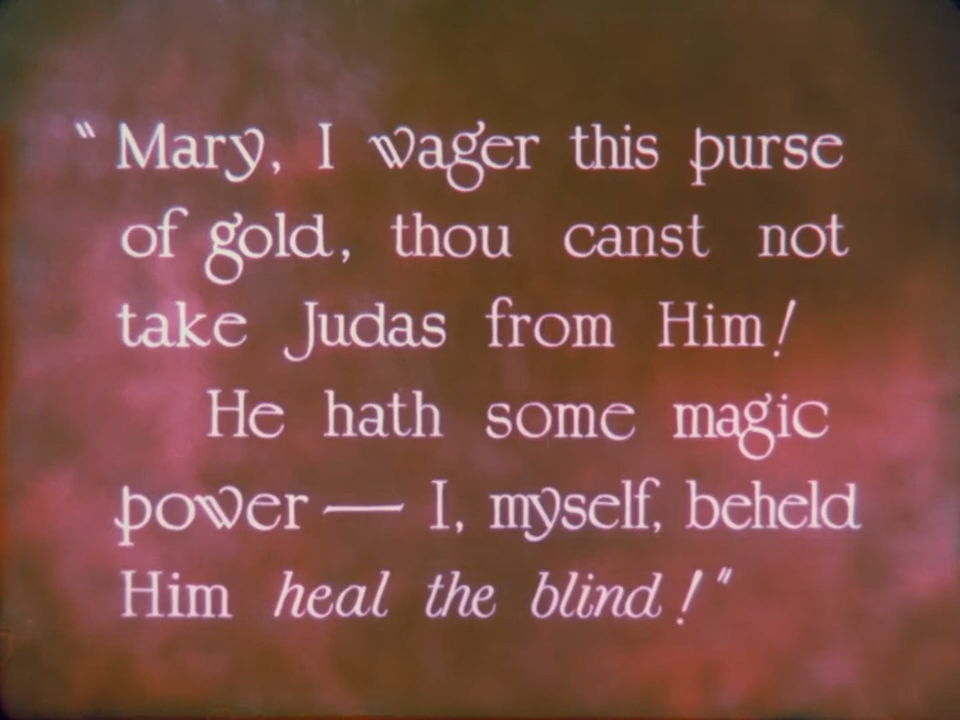 "Mary, I wager this purse
of gold, thou canst not
take Judas from Him!
He hath some magic
power — I, myself, beheld
Him heal the blind!"